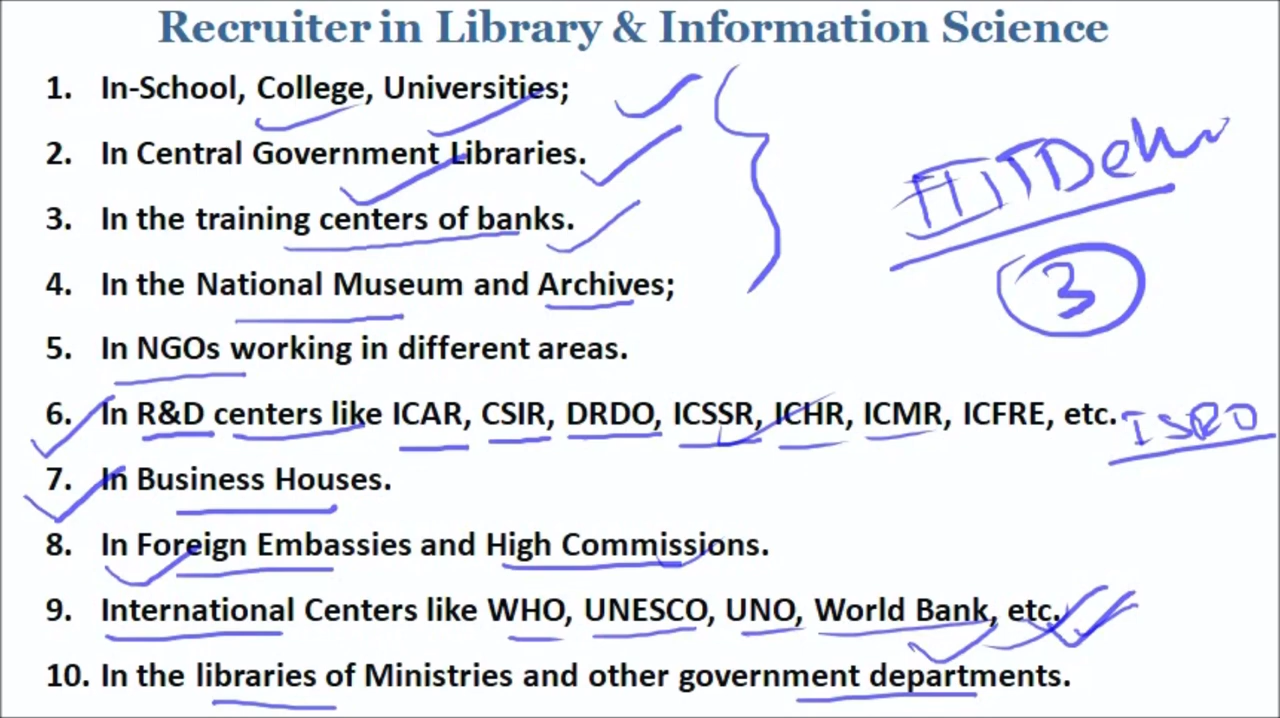 Recruiter in Library & Information Science
1. In-School, College, Universities;
2. In Central Government Libraries.
3. In the training centers of banks.
4. In the National Museum and Archives;
5. In NGOs working in different areas.
6. In R&D centers like ICAR, CSIR, DRDO, ICSSR, ICHR, ICMR, ICFRE, etc. ISRO
7. In Business Houses.
8. In Foreign Embassies and High Commissions.
9. International Centers like WHO, UNESCO, UNO, World Bank, etc.
10. In the libraries of Ministries and other government departments.
Delhi
3